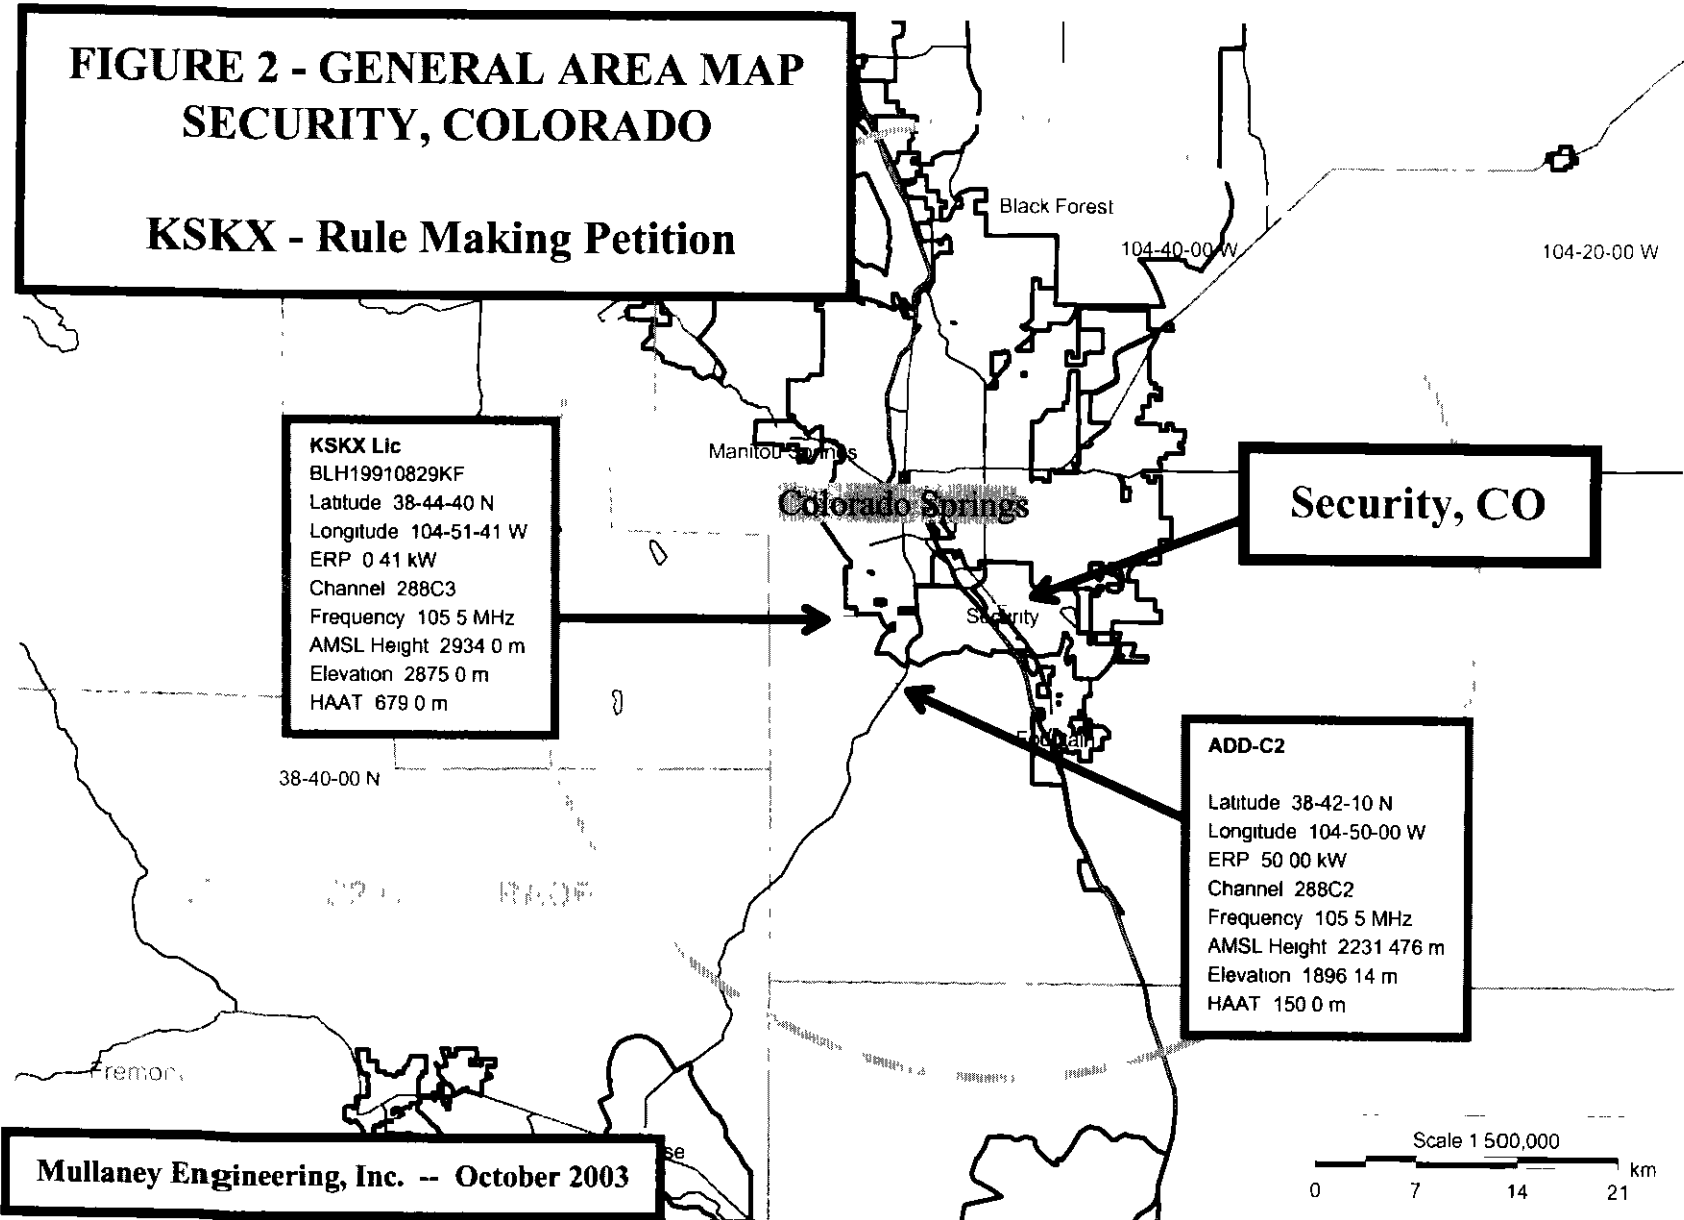 FIGURE 2 - GENERAL AREA MAP
SECURITY, COLORADO
KSKX - Rule Making Petition
Black Forest
104-40-00 W
104-20-00 W
KSKX Lic
BLH19910829KF
Latitude 38-44-40 N
Longitude 104-51-41 W
ERP 0 41 kW
Channel 288C3
Frequency 105 5 MHz
AMSL Height 2934 0 m
Elevation 2875 0 m
HAAT 679 0 m
Manitou Springs
Colorado Springs
Security, CO
Security
Fountain
38-40-00 N
ADD-C2
Latitude 38-42-10 N
Longitude 104-50-00 W
ERP 50 00 kW
Channel 288C2
Frequency 105 5 MHz
AMSL Height 2231 476 m
Elevation 1896 14 m
HAAT 150 0 m
Fremon
se
Mullaney Engineering, Inc. -- October 2003
Scale 1 500,000
km
0 7 14 21